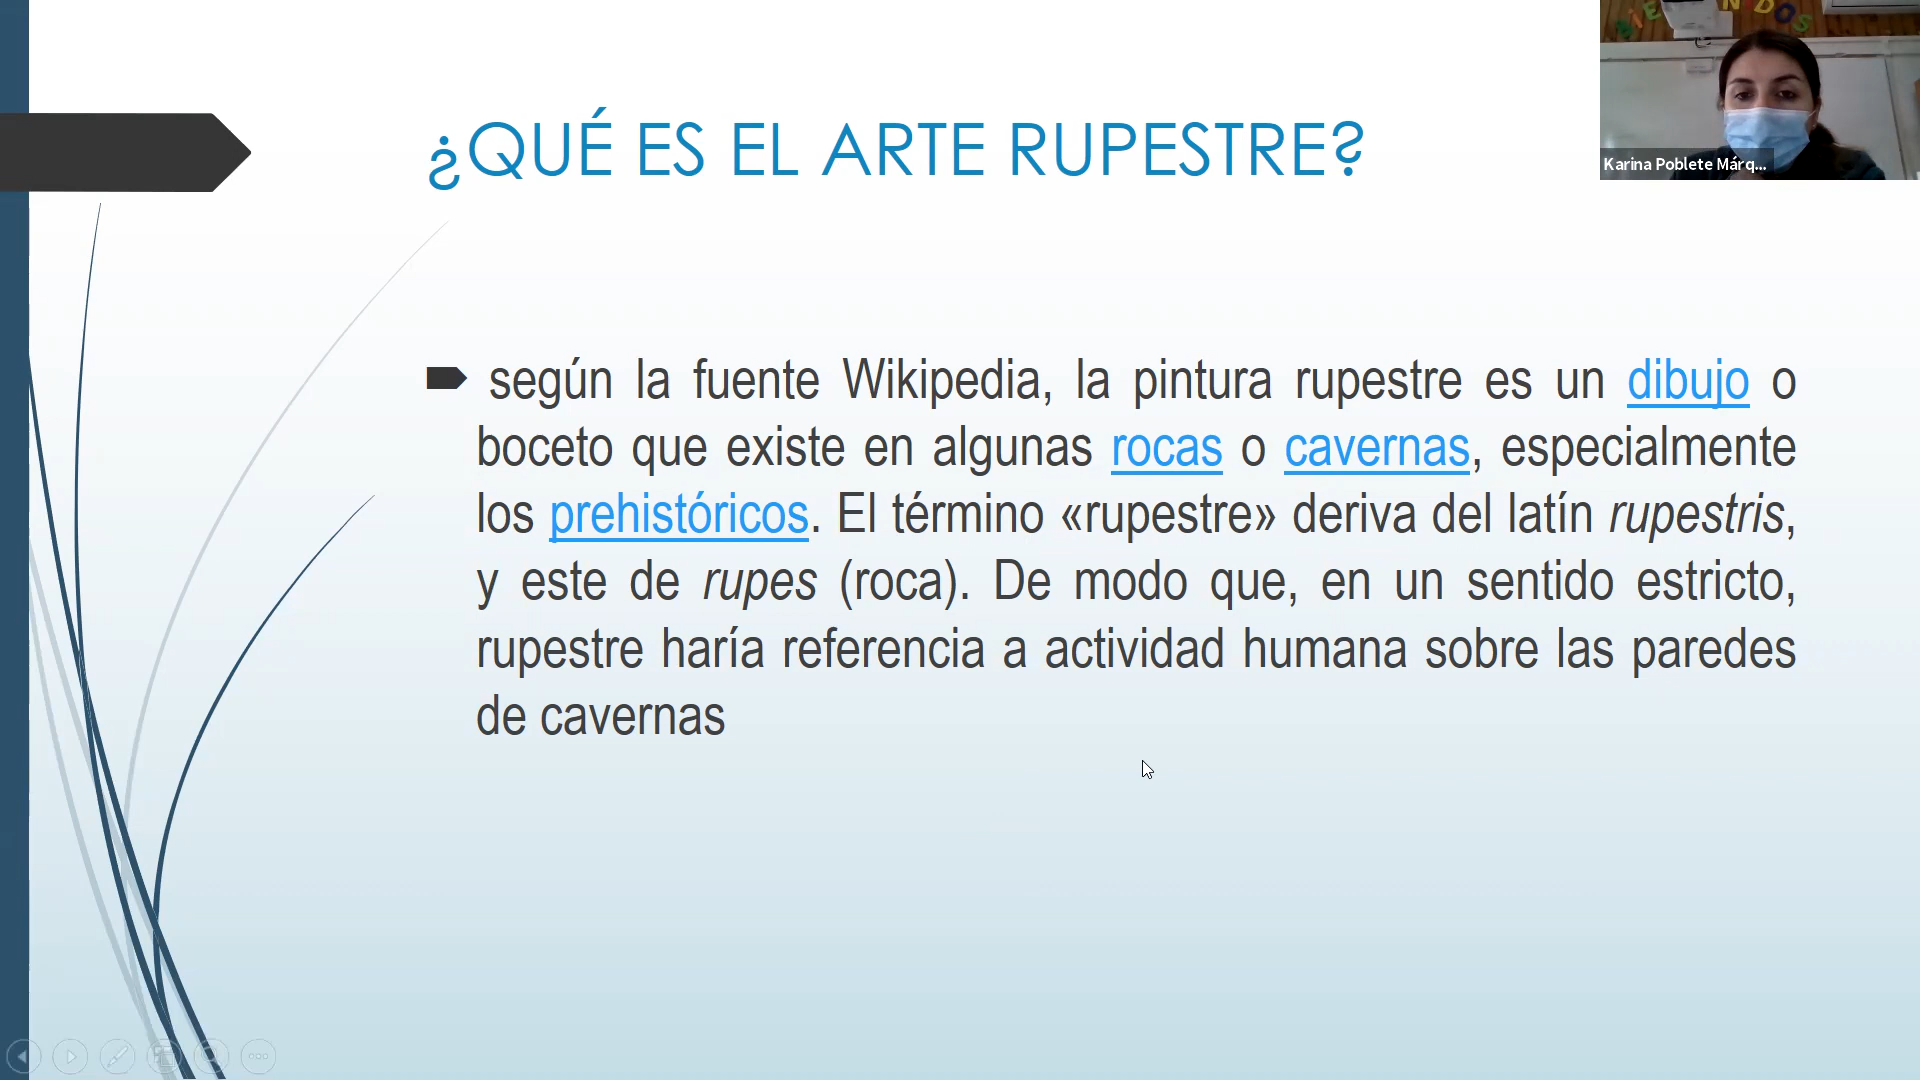 ¿QUÉ ES EL ARTE RUPESTRE?
Karina Poblete Márq...
según la fuente Wikipedia, la pintura rupestre es un dibujo o
boceto que existe en algunas rocas o cavernas, especialmente
los prehistóricos. El término «rupestre» deriva del latín rupestris,
y este de rupes (roca). De modo que, en un sentido estricto,
rupestre haría referencia a actividad humana sobre las paredes
de cavernas